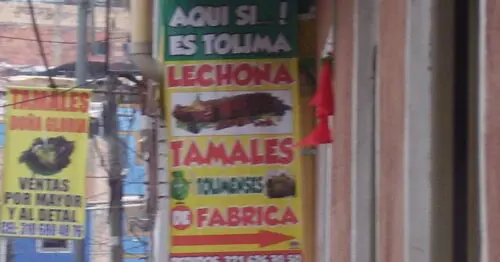 TAMALES
DOÑA GLORIA
VENTAS
POR MAYOR
Y AL DETAL
AQUI SI...!
ES TOLIMA
LECHONA
TAMALES
TOLIMENSES
DE FABRICA